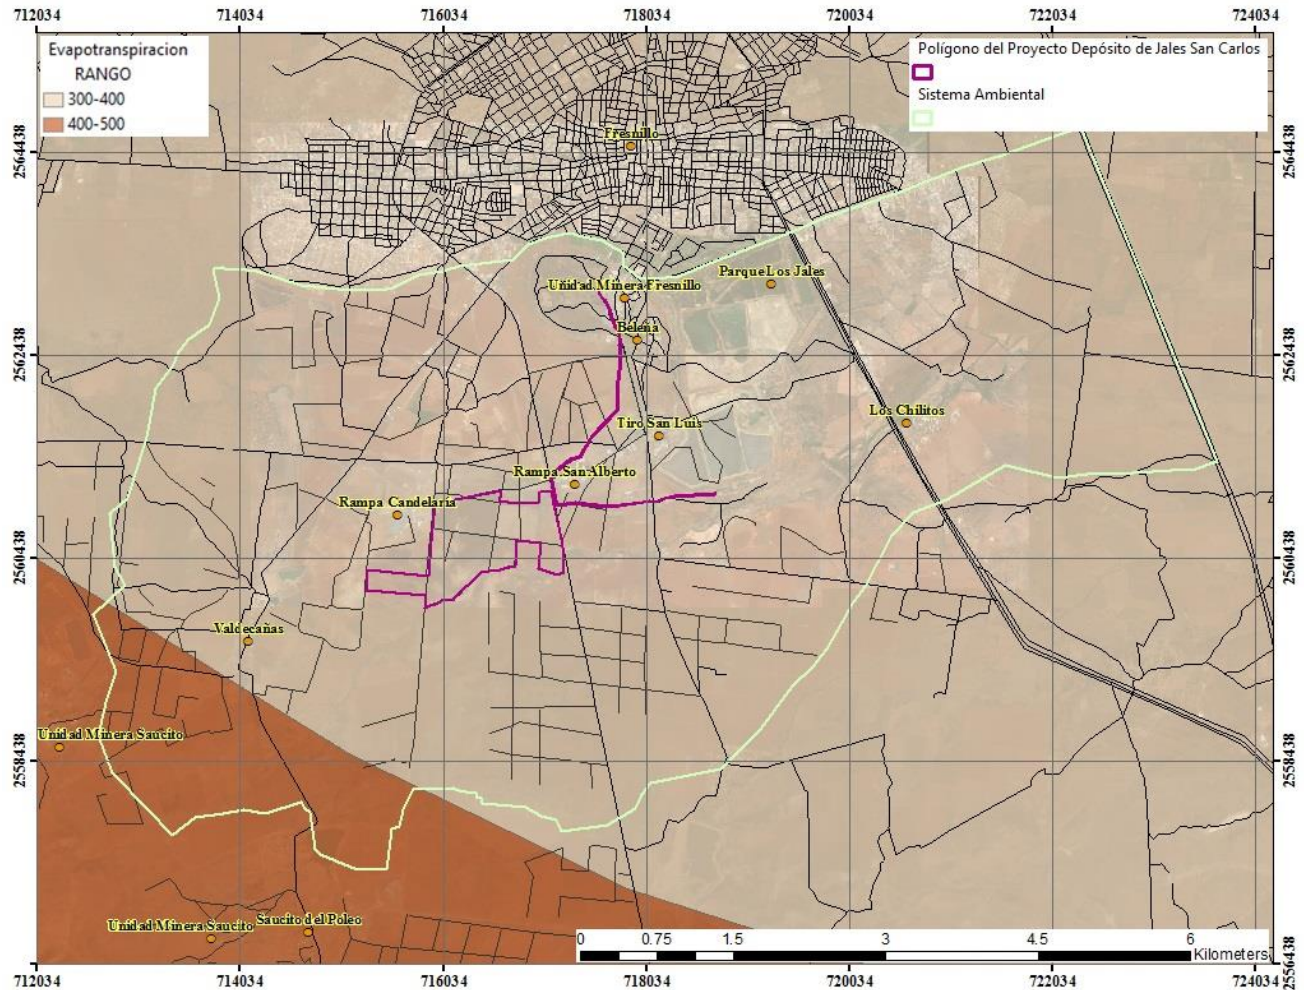 712034 714034 716034 718034 720034 722034 724034
Evapotranspiracion
RANGO
300-400
400-500
Polígono del Proyecto Depósito de Jales San Carlos
Sistema Ambiental
2564438 2564438
Fresnillo
Parque Los Jales
Unidad Minera Fresnillo
Beleña
2562438 2562438
Los Chilitos
Tiro San Luis
Rampa San Alberto
Rampa Candelaria
2560438 2560438
Valdecañas
Unidad Minera Saucito
2558438 2558438
Unidad Minera Saucito
Saucito del Poleo
0 0.75 1.5 3 4.5 6
Kilometers
2556438 2556438
712034 714034 716034 718034 720034 722034 724034